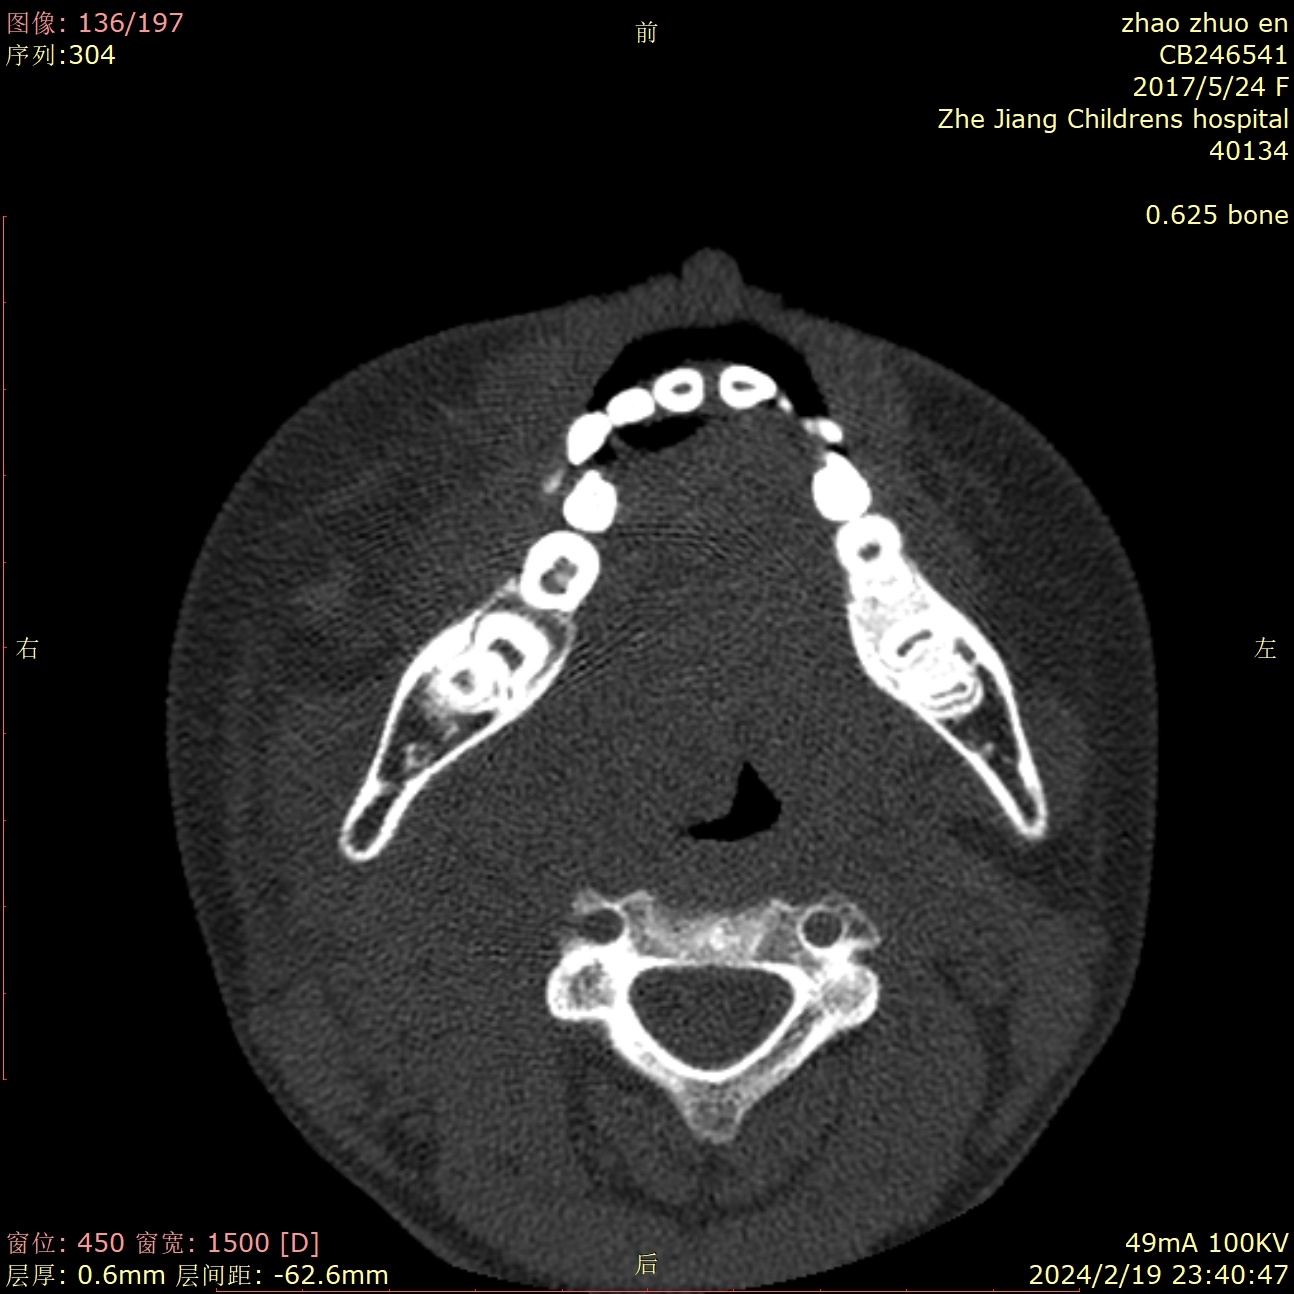 图像: 136/197
序列:304
前
zhao zhuo en
CB246541
2017/5/24 F
Zhe Jiang Childrens hospital
40134
0.625 bone
右
左
窗位: 450 窗宽: 1500 [D]
层厚: 0.6mm 层间距: -62.6mm
后
49mA 100KV
2024/2/19 23:40:47